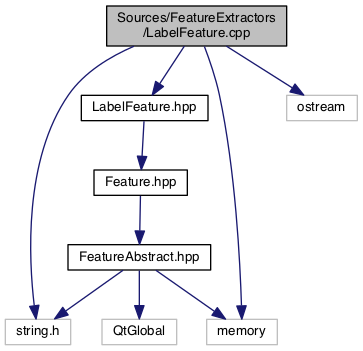 Sources/FeatureExtractors
/LabelFeature.cpp
LabelFeature.hpp
ostream
Feature.hpp
FeatureAbstract.hpp
string.h
QtGlobal
memory